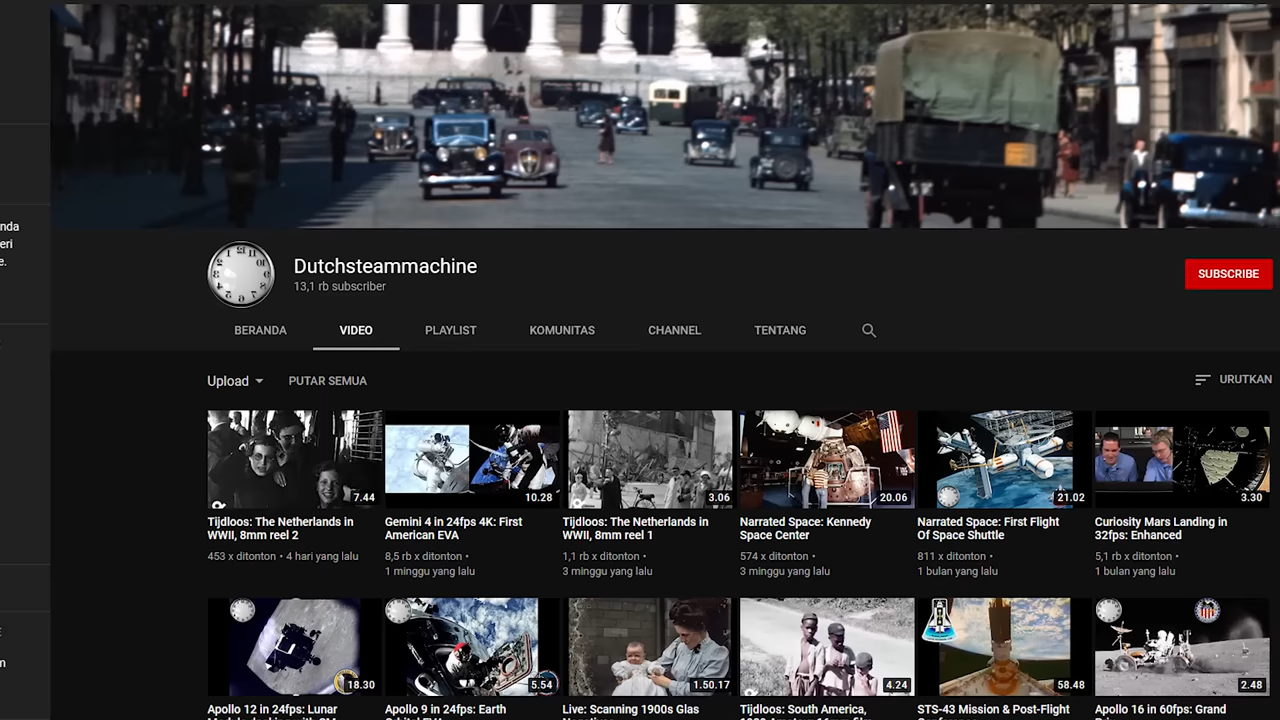 nda
eri
e.
Dutchsteammachine
13,1 rb subscriber
SUBSCRIBE
BERANDA VIDEO PLAYLIST KOMUNITAS CHANNEL TENTANG
Upload PUTAR SEMUA URUTKAN
7.44 10.28 3.06 20.06 21.02 3.30
Tijdloos: The Netherlands in
WWII, 8mm reel 2
453 x ditonton • 4 hari yang lalu
Gemini 4 in 24fps 4K: First
American EVA
8,5 rb x ditonton •
1 minggu yang lalu
Tijdloos: The Netherlands in
WWII, 8mm reel 1
1,1 rb x ditonton •
3 minggu yang lalu
Narrated Space: Kennedy
Space Center
574 x ditonton •
3 minggu yang lalu
Narrated Space: First Flight
Of Space Shuttle
811 x ditonton •
1 bulan yang lalu
Curiosity Mars Landing in
32fps: Enhanced
5,1 rb x ditonton •
1 bulan yang lalu
18.30 5.54 1.50.17 4.24 58.48 2.48
Apollo 12 in 24fps: Lunar
Apollo 9 in 24fps: Earth
Live: Scanning 1900s Glas
Tijdloos: South America,
STS-43 Mission & Post-Flight
Apollo 16 in 60fps: Grand